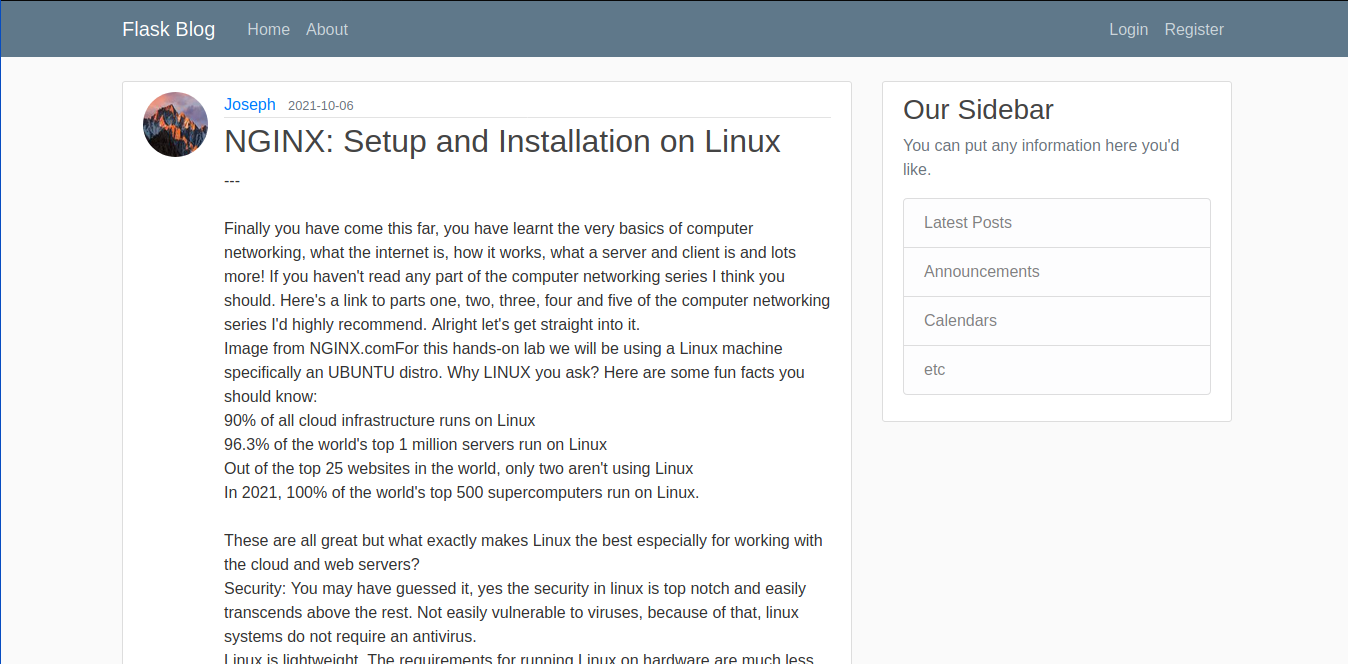 Flask Blog Home About Login Register
Joseph 2021-10-06
NGINX: Setup and Installation on Linux
---
Finally you have come this far, you have learnt the very basics of computer
networking, what the internet is, how it works, what a server and client is and lots
more! If you haven't read any part of the computer networking series I think you
should. Here's a link to parts one, two, three, four and five of the computer networking
series I'd highly recommend. Alright let's get straight into it.
Image from NGINX.comFor this hands-on lab we will be using a Linux machine
specifically an UBUNTU distro. Why LINUX you ask? Here are some fun facts you
should know:
90% of all cloud infrastructure runs on Linux
96.3% of the world's top 1 million servers run on Linux
Out of the top 25 websites in the world, only two aren't using Linux
In 2021, 100% of the world's top 500 supercomputers run on Linux.
These are all great but what exactly makes Linux the best especially for working with
the cloud and web servers?
Security: You may have guessed it, yes the security in linux is top notch and easily
transcends above the rest. Not easily vulnerable to viruses, because of that, linux
systems do not require an antivirus.
Linux is lightweight. The requirements for running Linux on hardware are much less
Our Sidebar
You can put any information here you'd
like.
Latest Posts
Announcements
Calendars
etc